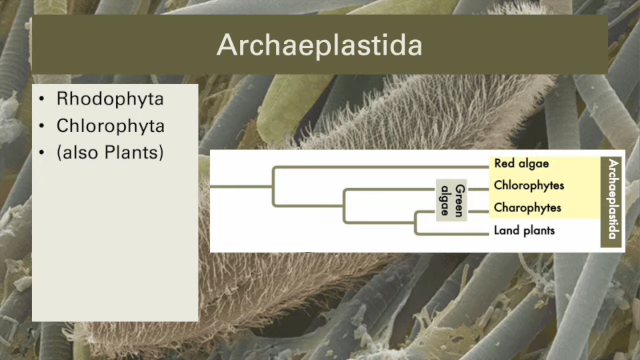 Archaeplastida
• Rhodophyta
• Chlorophyta
• (also Plants)
Red algae
Chlorophytes
Charophytes
Land plants
Green
algae
Archaeplastida